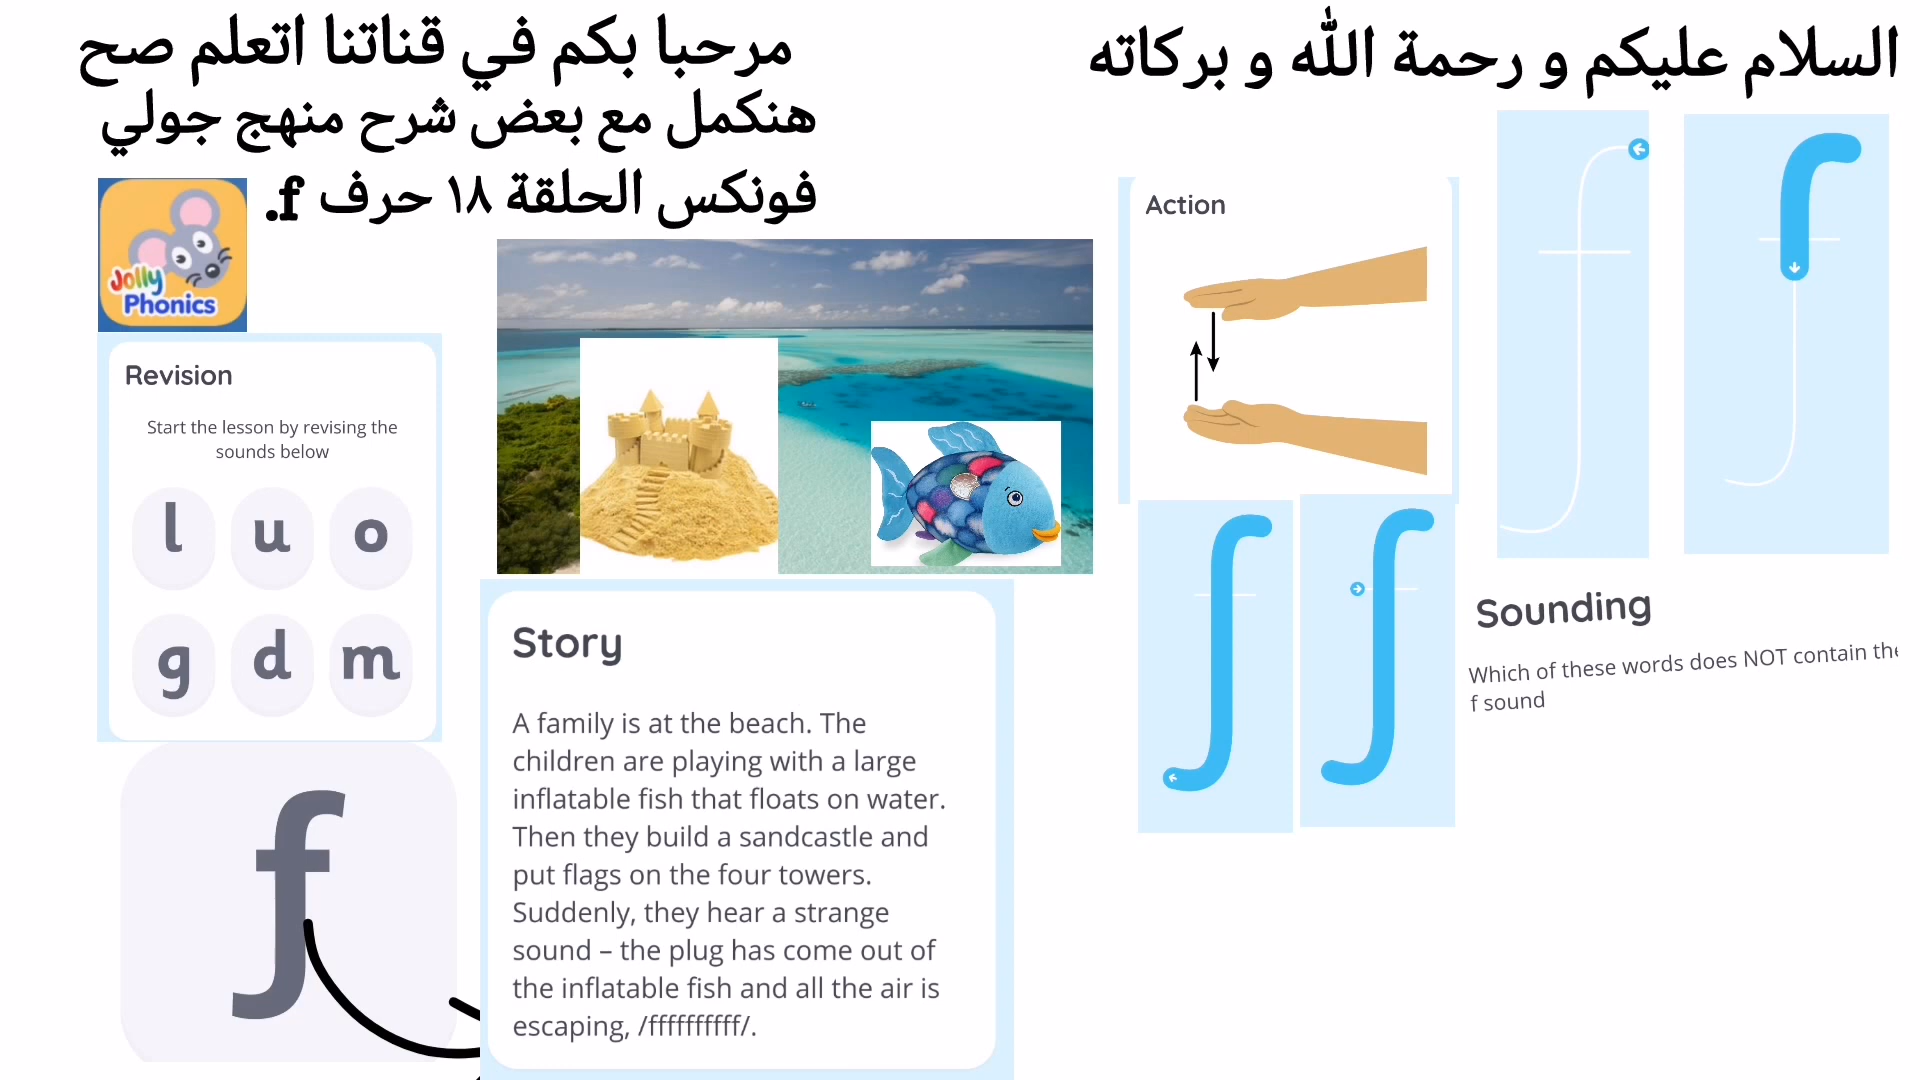 السلام عليكم و رحمة الله و بركاته
مرحبا بكم في قناتنا اتعلم صح
هنكمل مع بعض شرح منهج جولي
فونكس الحلقة ١٨ حرف f.
Jolly
Phonics
Revision
Start the lesson by revising the
sounds below
l u o
g d m
f
Story
A family is at the beach. The
children are playing with a large
inflatable fish that floats on water.
Then they build a sandcastle and
put flags on the four towers.
Suddenly, they hear a strange
sound – the plug has come out of
the inflatable fish and all the air is
escaping, /ffffffffff/.
Action
f f
f f
Sounding
Which of these words does NOT contain the
f sound